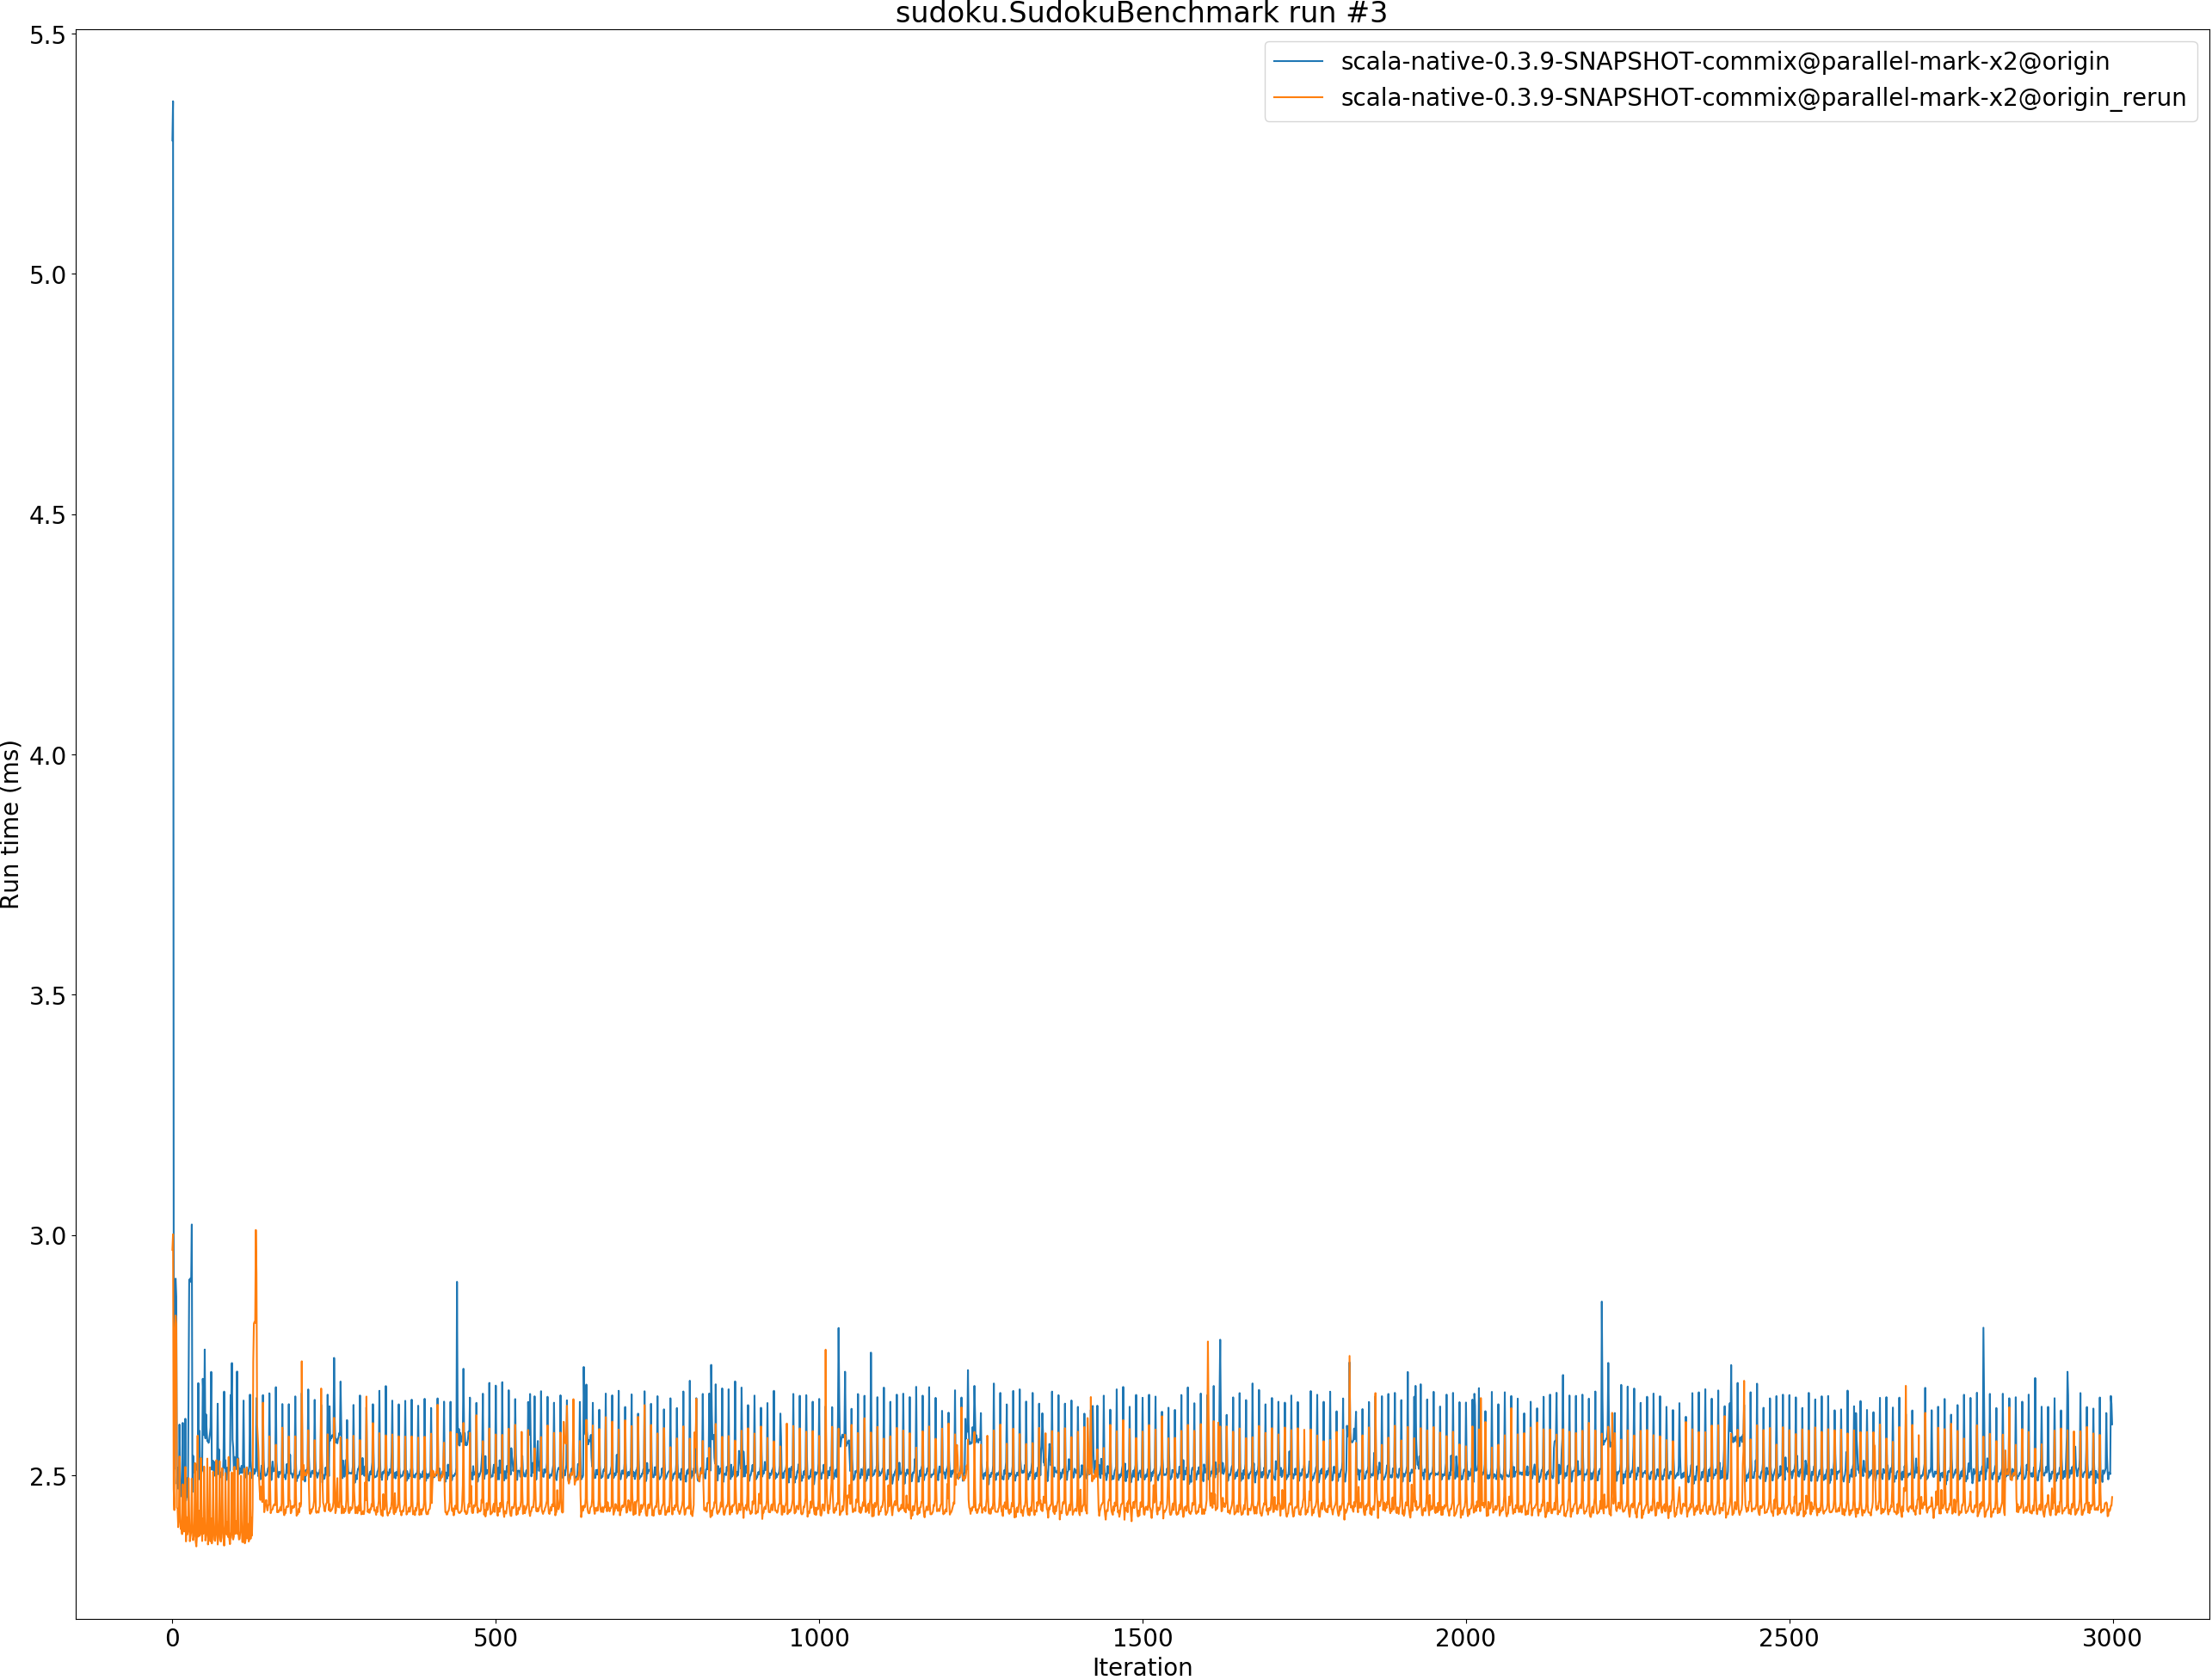 sudoku.SudokuBenchmark run #3
scala-native-0.3.9-SNAPSHOT-commix@parallel-mark-x2@origin
scala-native-0.3.9-SNAPSHOT-commix@parallel-mark-x2@origin_rerun
Run time (ms)
5.5
5.0
4.5
4.0
3.5
3.0
2.5
0 500 1000 1500 2000 2500 3000
Iteration